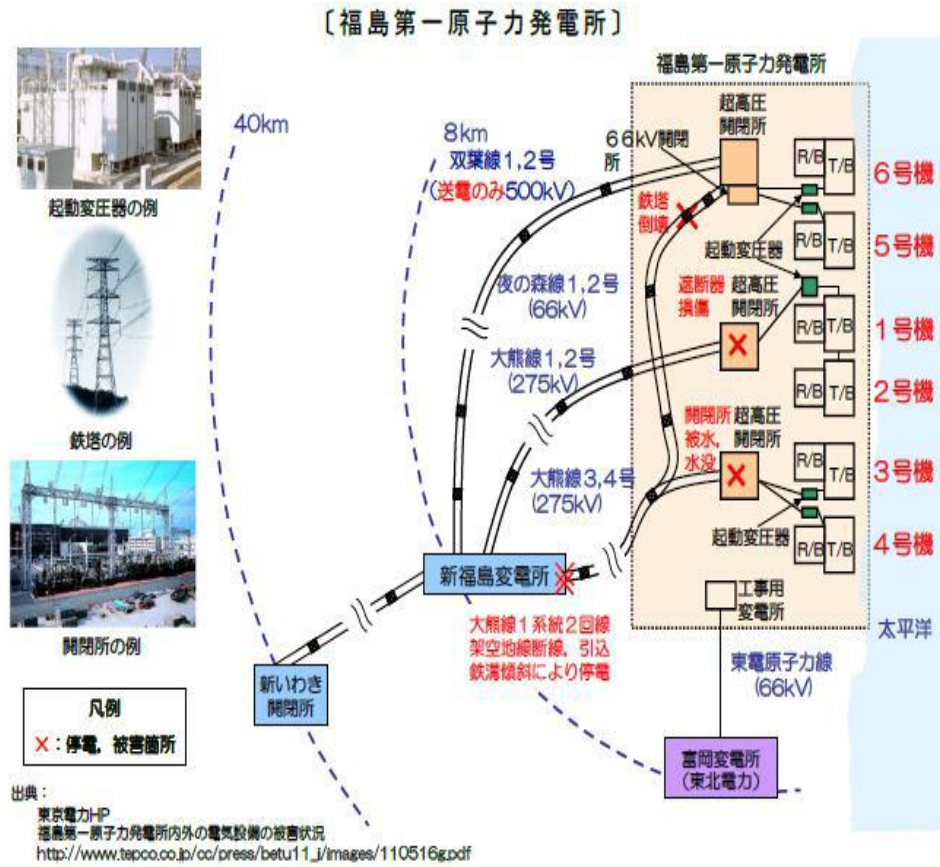 〔福島第一原子力発電所〕
福島第一原子力発電所
40km
8km
双葉線1,2号
(送電のみ500kV)
66kV開閉
所
超高圧
開閉所
R/B
T/B
6号機
起動変圧器の例
鉄塔
倒壊
起動変圧器
R/B
T/B
5号機
夜の森線1,2号
(66kV)
遮断器
損傷
超高圧
開閉所
R/B
T/B
1号機
大熊線1,2号
(275kV)
R/B
T/B
2号機
鉄塔の例
開閉所
被水,
水没
超高圧
開閉所
R/B
T/B
3号機
大熊線3,4号
(275kV)
起動変圧器
R/B
T/B
4号機
新福島変電所
工事用
変電所
太平洋
大熊線1系統2回線
架空地線断線, 引込
鉄溝傾斜により停電
開閉所の例
新いわき
開閉所
東電原子力線
(66kV)
凡例
×：停電, 被害箇所
富岡変電所
(東北電力)
出典：
東京電力HP
福島第一原子力発電所内外の電気設備の被害状況
http://www.tepco.co.jp/cc/press/betu11_j/images/110516g.pdf